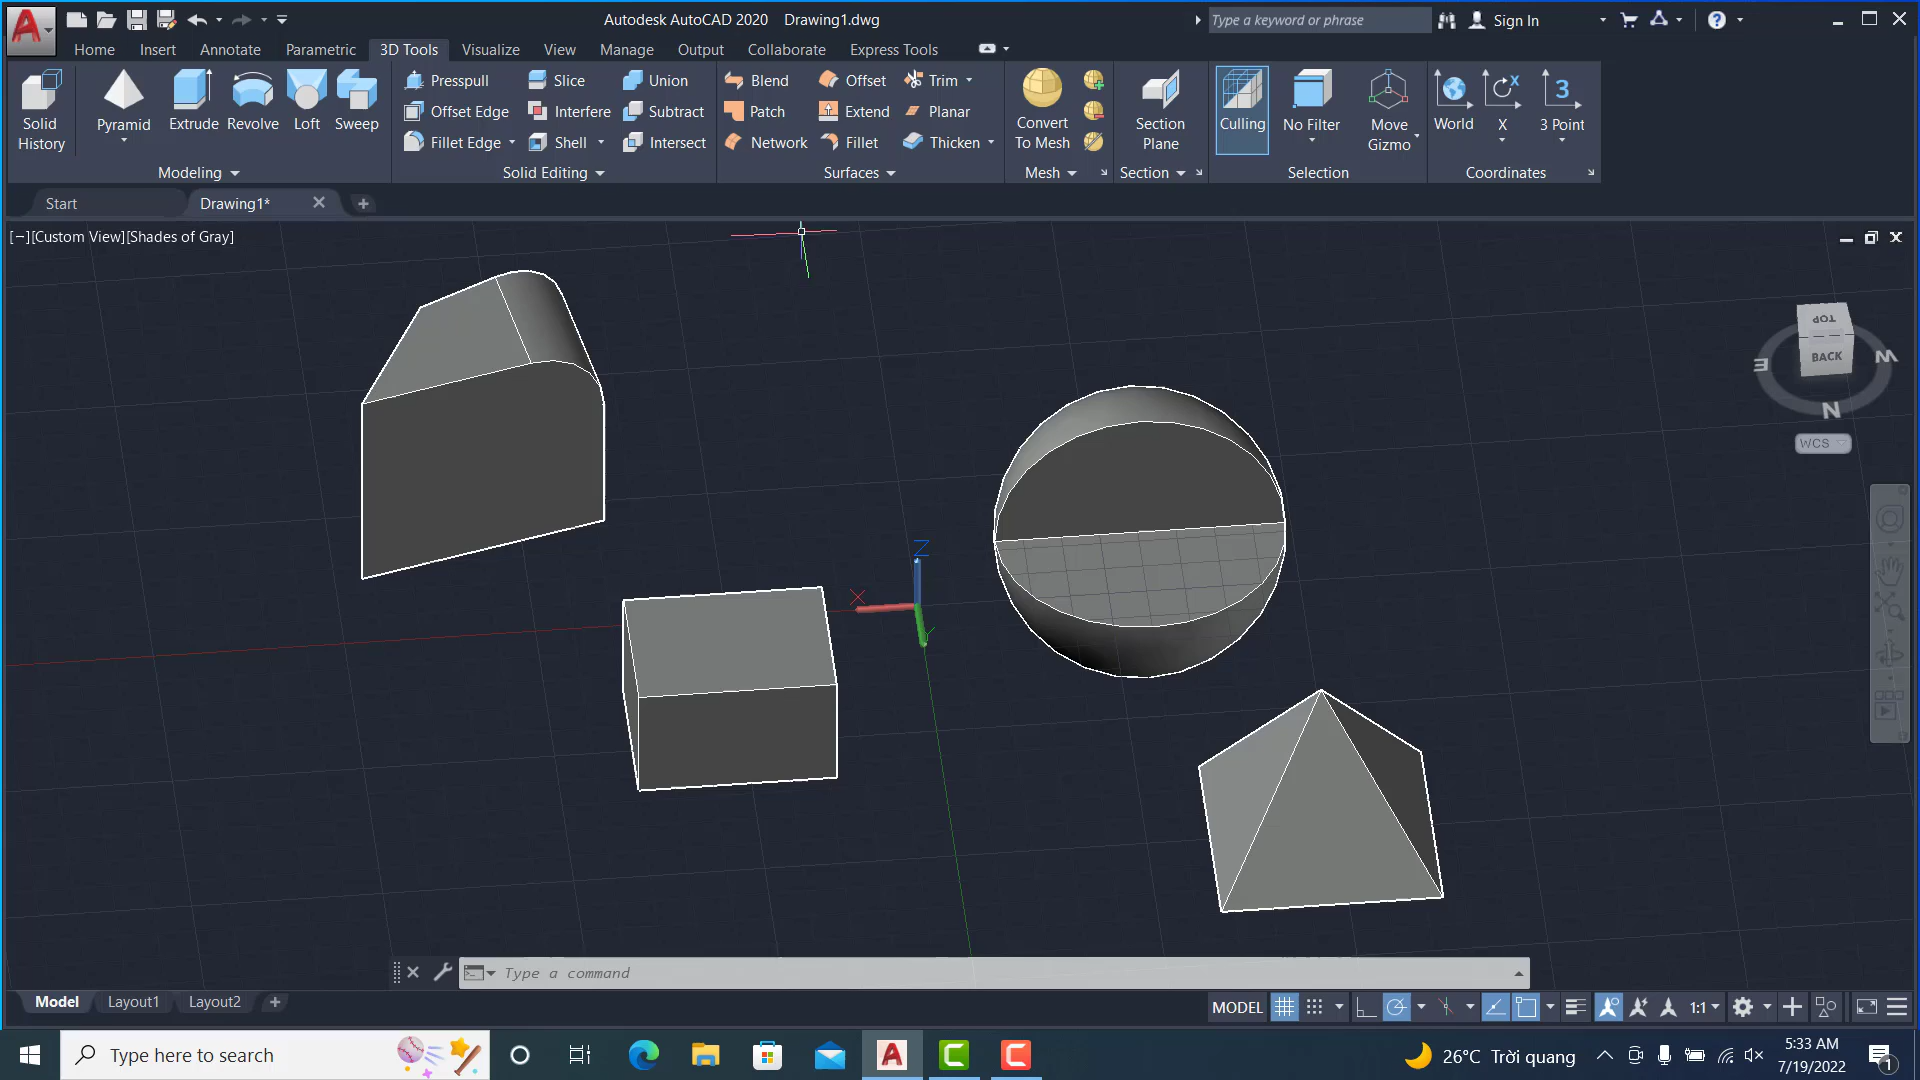 Autodesk AutoCAD 2020 Drawing1.dwg
Type a keyword or phrase
Sign In
Home Insert Annotate Parametric 3D Tools Visualize View Manage Output Collaborate Express Tools
Solid History
Pyramid
Extrude
Revolve
Loft
Sweep
Modeling
Presspull
Offset Edge
Fillet Edge
Slice
Interfere
Shell
Union
Subtract
Intersect
Solid Editing
Blend
Patch
Network
Offset
Extend
Fillet
Trim
Planar
Thicken
Surfaces
Convert To Mesh
Mesh
Section Plane
Section
Culling
No Filter
Move Gizmo
Selection
World
X
3 Point
Coordinates
Start
Drawing1*
[−][Custom View][Shades of Gray]
TOP
BACK
E
W
N
WCS
Z
X
Y
Type a command
Model Layout1 Layout2
MODEL
1:1
Type here to search
26°C Trời quang
5:33 AM
7/19/2022
1